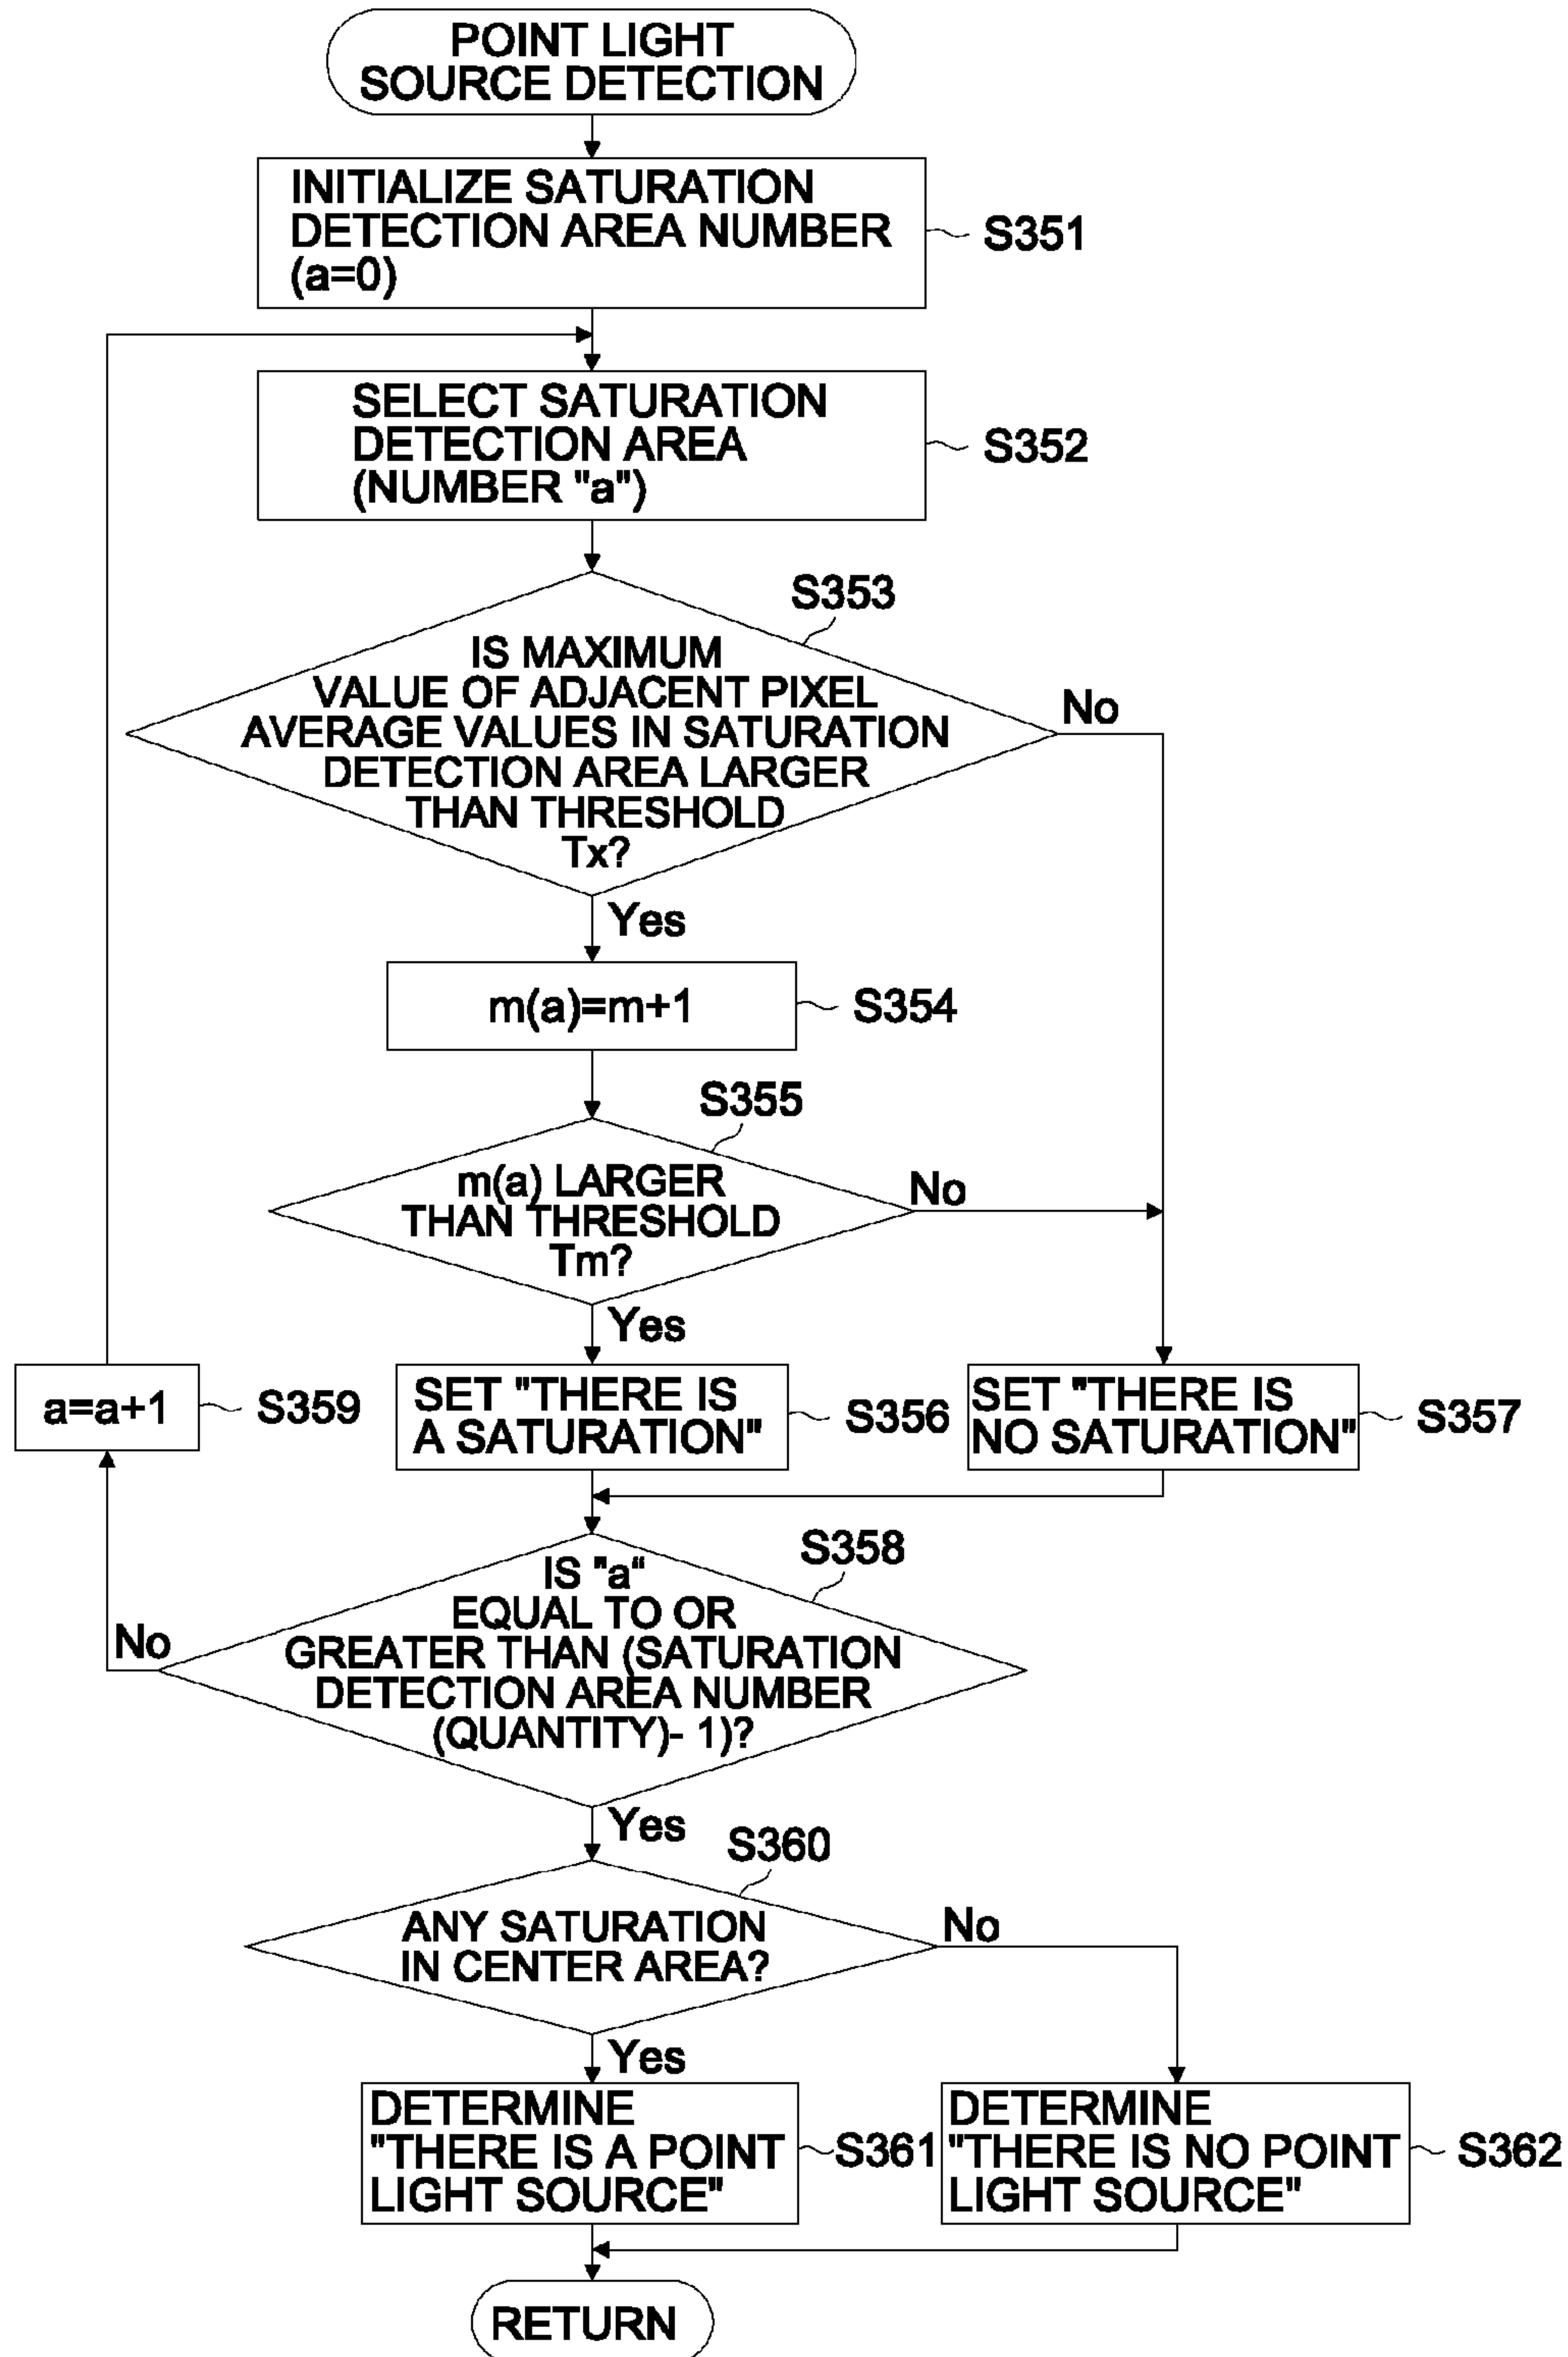 POINT LIGHT
SOURCE DETECTION
INITIALIZE SATURATION
DETECTION AREA NUMBER
(a=0)
S351
SELECT SATURATION
DETECTION AREA
(NUMBER "a")
S352
S353
IS MAXIMUM
VALUE OF ADJACENT PIXEL
AVERAGE VALUES IN SATURATION
DETECTION AREA LARGER
THAN THRESHOLD
Tx?
No
Yes
m(a)=m+1
S354
S355
m(a) LARGER
THAN THRESHOLD
Tm?
No
Yes
a=a+1
S359
SET "THERE IS
A SATURATION"
S356
SET "THERE IS
NO SATURATION"
S357
S358
IS "a“
EQUAL TO OR
GREATER THAN (SATURATION
DETECTION AREA NUMBER
(QUANTITY)- 1)?
No
Yes
S360
ANY SATURATION
IN CENTER AREA?
No
Yes
DETERMINE
"THERE IS A POINT
LIGHT SOURCE"
S361
DETERMINE
"THERE IS NO POINT
LIGHT SOURCE"
S362
RETURN